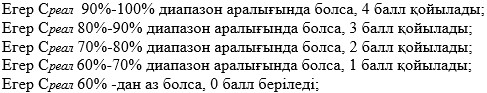 Егер Среал 90%-100% диапазон аралығында болса, 4 балл қойылады;
Егер Среал 80%-90% диапазон аралығында болса, 3 балл қойылады;
Егер Среал 70%-80% диапазон аралығында болса, 2 балл қойылады;
Егер Среал 60%-70% диапазон аралығында болса, 1 балл қойылады;
Егер Среал 60% -дан аз болса, 0 балл беріледі;